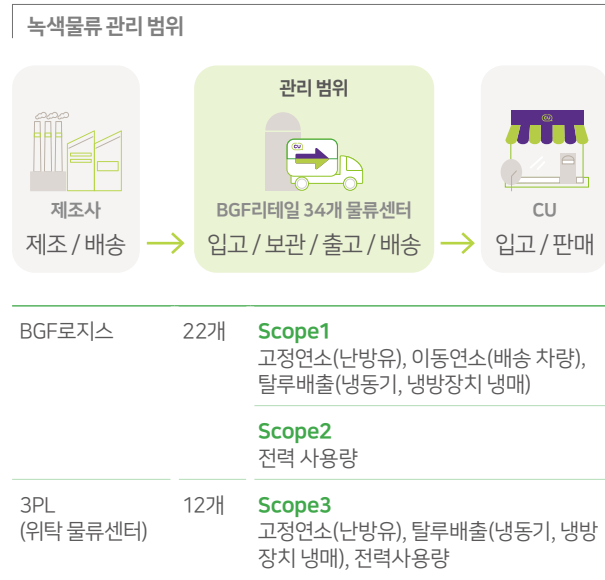 녹색물류 관리 범위
관리 범위
CU
CU
제조사
BGF리테일 34개 물류센터
CU
제조 / 배송
입고 / 보관 / 출고 / 배송
입고 / 판매
BGF로지스
22개
Scope1
고정연소(난방유), 이동연소(배송 차량),
탈루배출(냉동기, 냉방장치 냉매)
Scope2
전력 사용량
3PL
(위탁 물류센터)
12개
Scope3
고정연소(난방유), 탈루배출(냉동기, 냉방
장치 냉매), 전력사용량